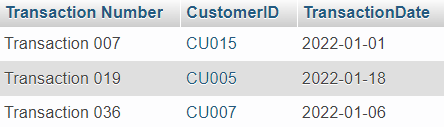 Transaction Number CustomerID TransactionDate
Transaction 007 CU015 2022-01-01
Transaction 019 CU005 2022-01-18
Transaction 036 CU007 2022-01-06